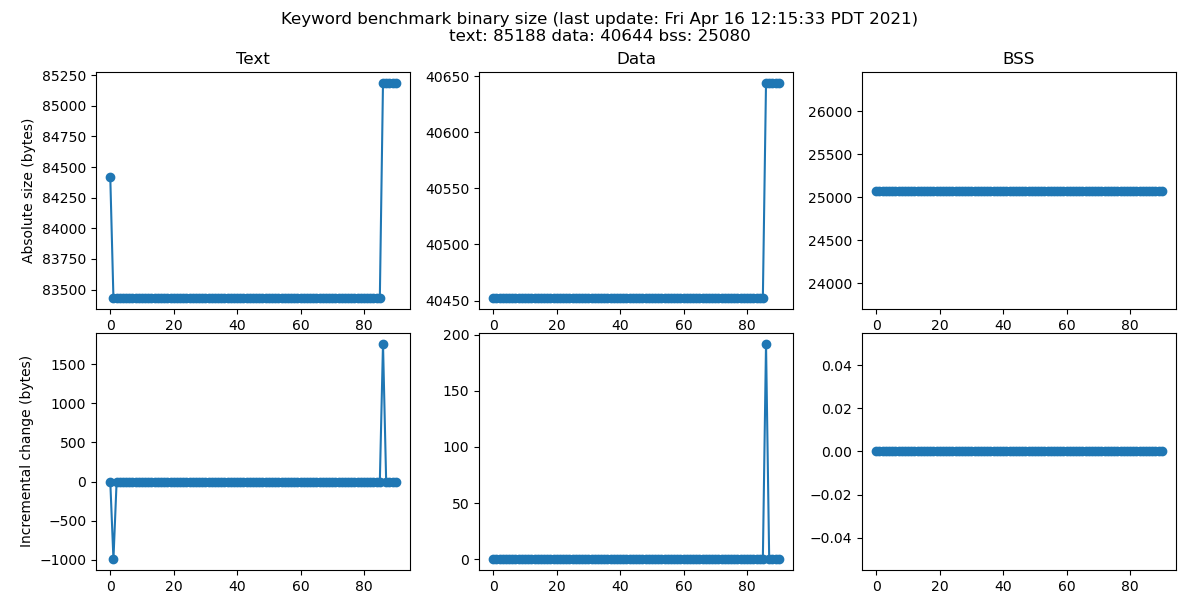 Keyword benchmark binary size (last update: Fri Apr 16 12:15:33 PDT 2021)
text: 85188 data: 40644 bss: 25080
Text
Data
BSS
Absolute size (bytes)
85250
85000
84750
84500
84250
84000
83750
83500
0 20 40 60 80
40650
40600
40550
40500
40450
0 20 40 60 80
26000
25500
25000
24500
24000
0 20 40 60 80
Incremental change (bytes)
1500
1000
500
0
−500
−1000
0 20 40 60 80
200
150
100
50
0
0 20 40 60 80
0.04
0.02
0.00
−0.02
−0.04
0 20 40 60 80